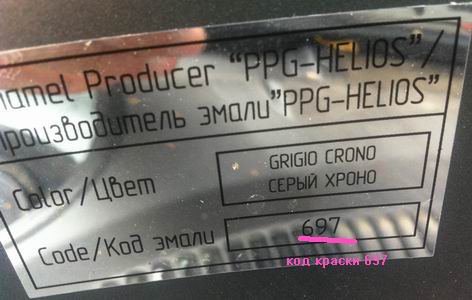 namel Producer “PPG-HELIOS”/
производитель эмали”PPG-HELIOS”
Color/Цвет
GRIGIO CRONO
СЕРЫЙ ХРОНО
Code/Код эмали
697
код краски 697